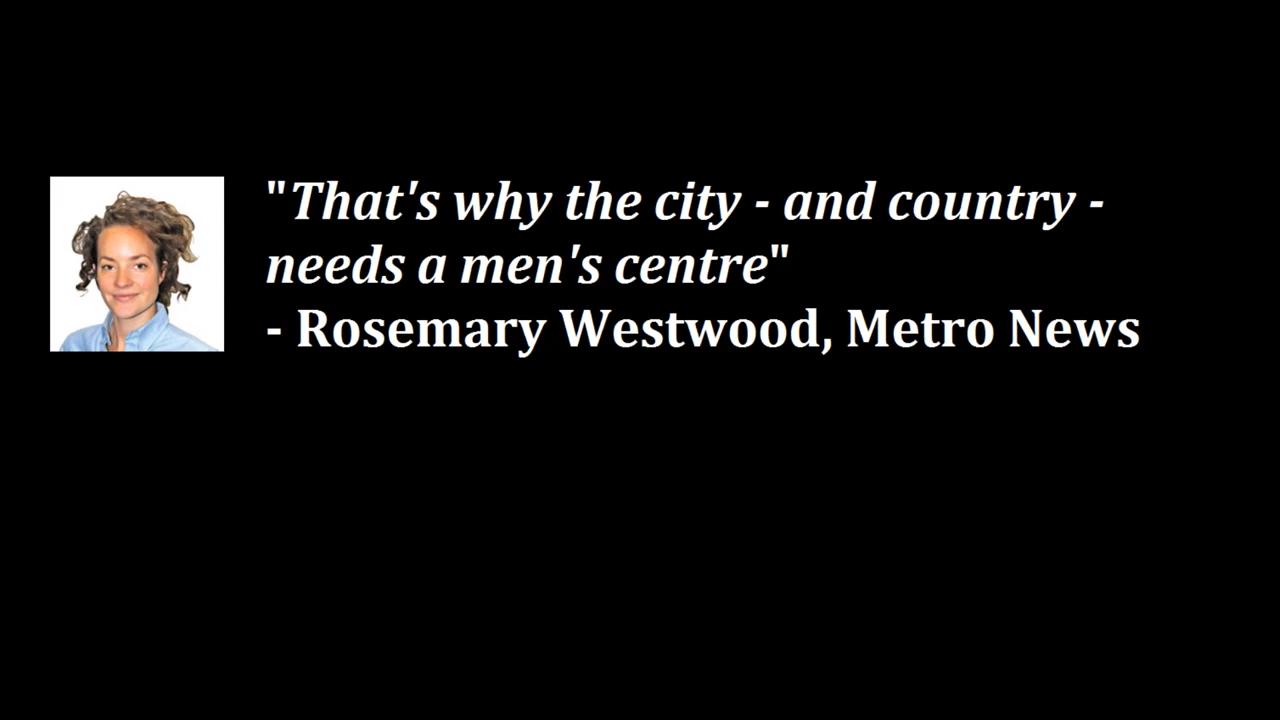 "That's why the city - and country -
needs a men's centre"
- Rosemary Westwood, Metro News